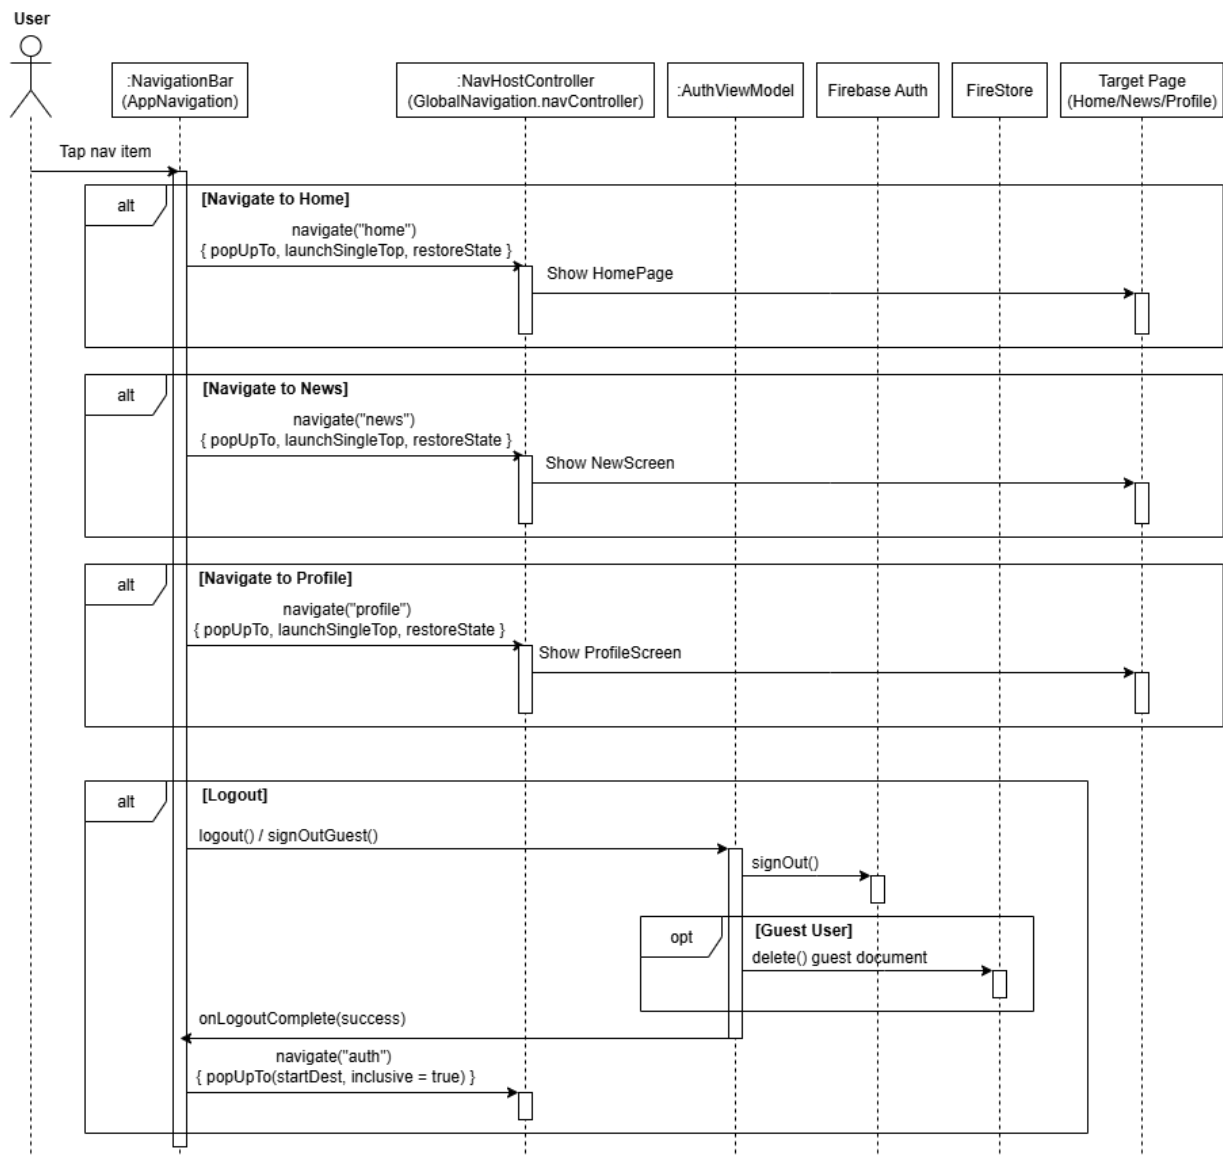 User
:NavigationBar
(AppNavigation)
:NavHostController
(GlobalNavigation.navController)
:AuthViewModel
Firebase Auth
FireStore
Target Page
(Home/News/Profile)
Tap nav item
alt
[Navigate to Home]
navigate("home")
{ popUpTo, launchSingleTop, restoreState }
Show HomePage
alt
[Navigate to News]
navigate("news")
{ popUpTo, launchSingleTop, restoreState }
Show NewScreen
alt
[Navigate to Profile]
navigate("profile")
{ popUpTo, launchSingleTop, restoreState }
Show ProfileScreen
alt
[Logout]
logout() / signOutGuest()
signOut()
opt
[Guest User]
delete() guest document
onLogoutComplete(success)
navigate("auth")
{ popUpTo(startDest, inclusive = true) }